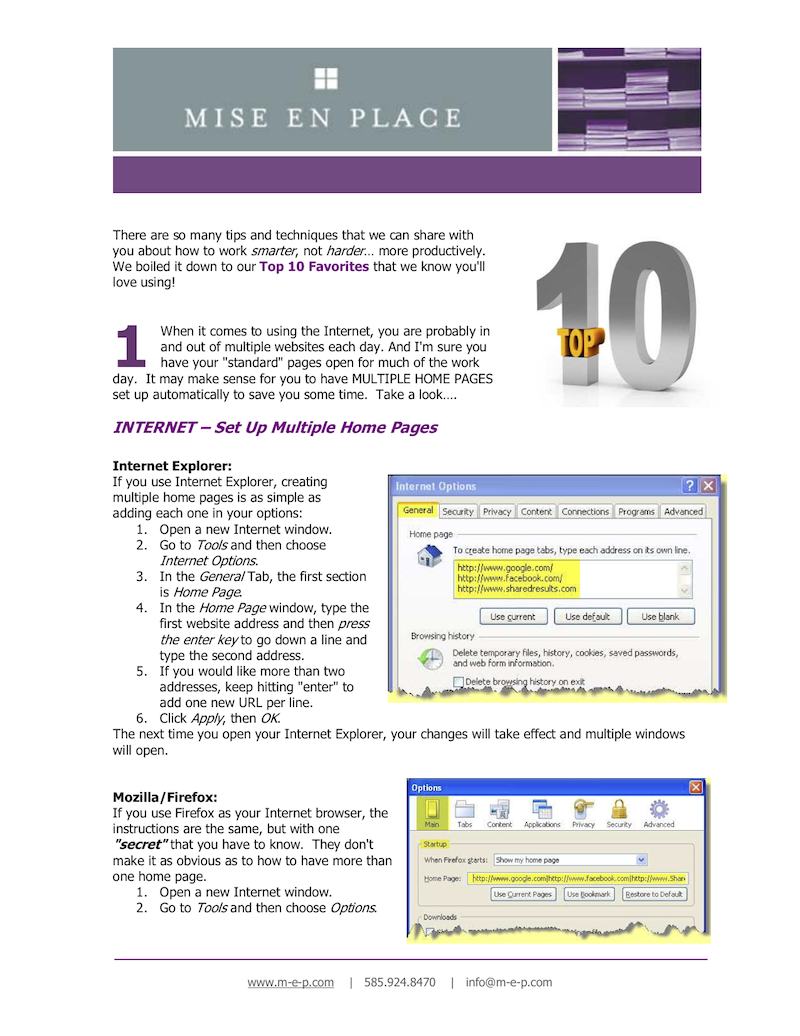 MISE EN PLACE
There are so many tips and techniques that we can share with
you about how to work smarter, not harder... more productively.
We boiled it down to our Top 10 Favorites that we know you'll
love using!
TOP
10
1
When it comes to using the Internet, you are probably in
and out of multiple websites each day. And I'm sure you
have your "standard" pages open for much of the work
day.  It may make sense for you to have MULTIPLE HOME PAGES
set up automatically to save you some time.  Take a look....
INTERNET – Set Up Multiple Home Pages
Internet Explorer:
If you use Internet Explorer, creating
multiple home pages is as simple as
adding each one in your options:
1. Open a new Internet window.
2. Go to Tools and then choose
Internet Options.
3. In the General Tab, the first section
is Home Page.
4. In the Home Page window, type the
first website address and then press
the enter key to go down a line and
type the second address.
5. If you would like more than two
addresses, keep hitting "enter" to
add one new URL per line.
6. Click Apply, then OK.
Internet Options
General Security Privacy Content Connections Programs Advanced
Home page
To create home page tabs, type each address on its own line.
http://www.google.com/
http://www.facebook.com/
http://www.sharedresults.com
Use current Use default Use blank
Browsing history
Delete temporary files, history, cookies, saved passwords,
and web form information.
Delete browsing history on exit
The next time you open your Internet Explorer, your changes will take effect and multiple windows
will open.
Mozilla/Firefox:
If you use Firefox as your Internet browser, the
instructions are the same, but with one
"secret" that you have to know.  They don't
make it as obvious as to how to have more than
one home page.
1. Open a new Internet window.
2. Go to Tools and then choose Options.
Options
Main Tabs Content Applications Privacy Security Advanced
Startup
When Firefox starts: Show my home page
Home Page: http://www.google.com|http://www.facebook.com|http://www.Shar
Use Current Pages Use Bookmark Restore to Default
Downloads
www.m-e-p.com | 585.924.8470 | info@m-e-p.com